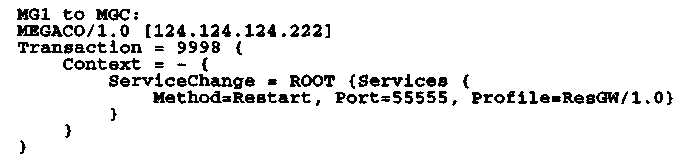 MG1 to MGC:
MEGACO/1.0 [124.124.124.222]
Transaction = 9998 {
    Context = - {
        ServiceChange = ROOT {Services {
            Method=Restart, Port=55555, Profile=ResGW/1.0}
        }
    }
}